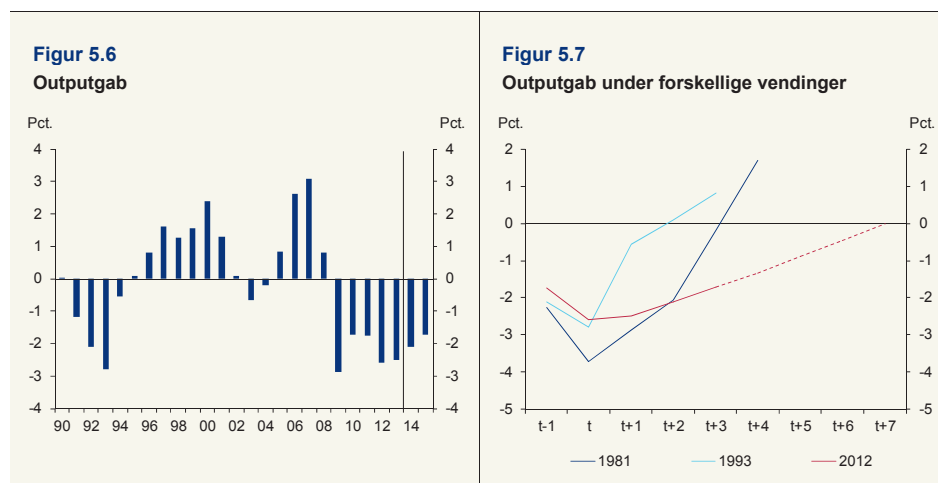 Figur 5.6
Outputgab
Pct. Pct.
4 4
3 3
2 2
1 1
0 0
-1 -1
-2 -2
-3 -3
-4 -4
90 92 94 96 98 00 02 04 06 08 10 12 14
Figur 5.7
Outputgab under forskellige vendinger
Pct. Pct.
2 2
1 1
0 0
-1 -1
-2 -2
-3 -3
-4 -4
-5 -5
t-1 t t+1 t+2 t+3 t+4 t+5 t+6 t+7
1981 1993 2012